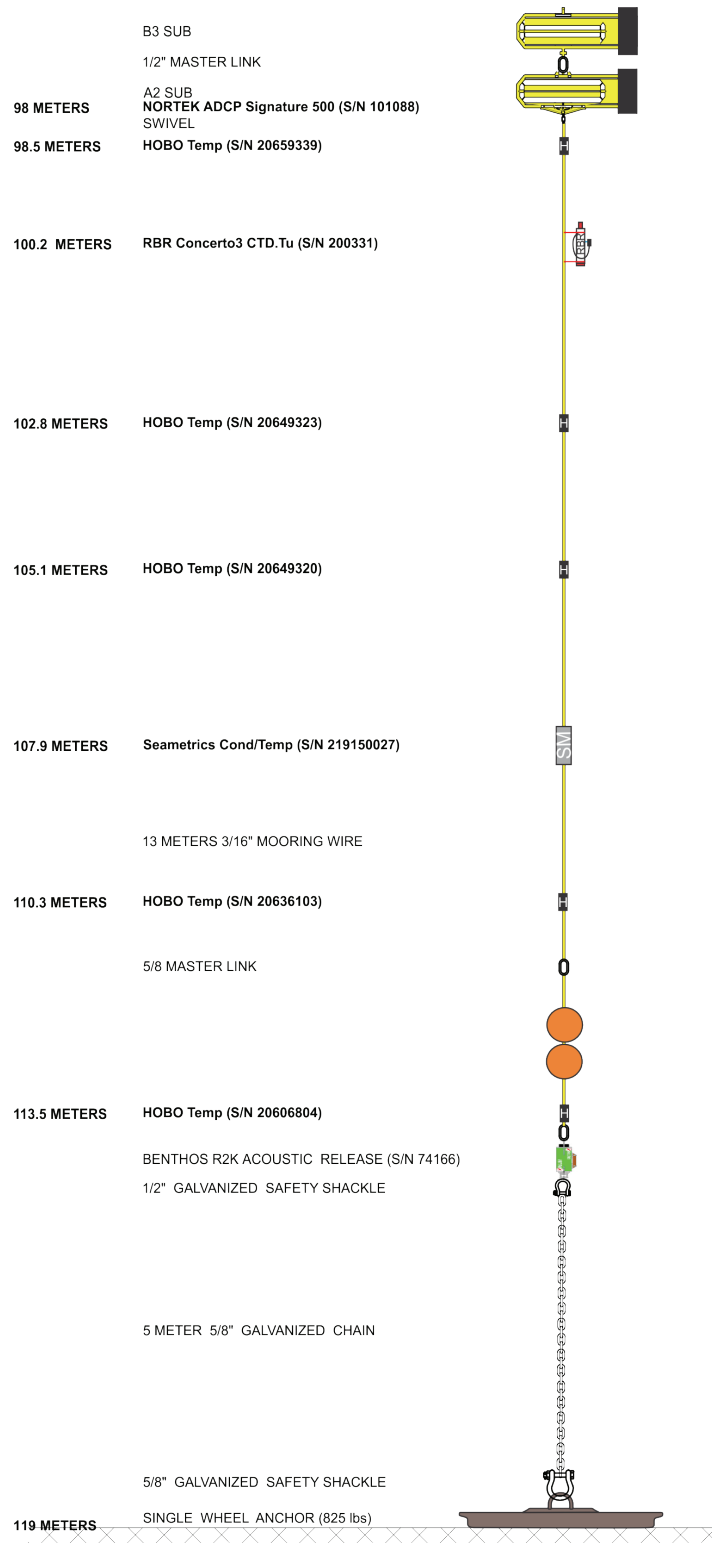 B3 SUB
1/2" MASTER LINK
A2 SUB
98 METERS NORTEK ADCP Signature 500 (S/N 101088)
SWIVEL
98.5 METERS HOBO Temp (S/N 20659339)
H
100.2 METERS RBR Concerto3 CTD.Tu (S/N 200331)
RBR
102.8 METERS HOBO Temp (S/N 20649323)
H
105.1 METERS HOBO Temp (S/N 20649320)
H
107.9 METERS Seametrics Cond/Temp (S/N 219150027)
SM
13 METERS 3/16" MOORING WIRE
110.3 METERS HOBO Temp (S/N 20636103)
H
5/8 MASTER LINK
113.5 METERS HOBO Temp (S/N 20606804)
H
BENTHOS R2K ACOUSTIC RELEASE (S/N 74166)
1/2" GALVANIZED SAFETY SHACKLE
5 METER 5/8" GALVANIZED CHAIN
5/8" GALVANIZED SAFETY SHACKLE
SINGLE WHEEL ANCHOR (825 lbs)
119 METERS